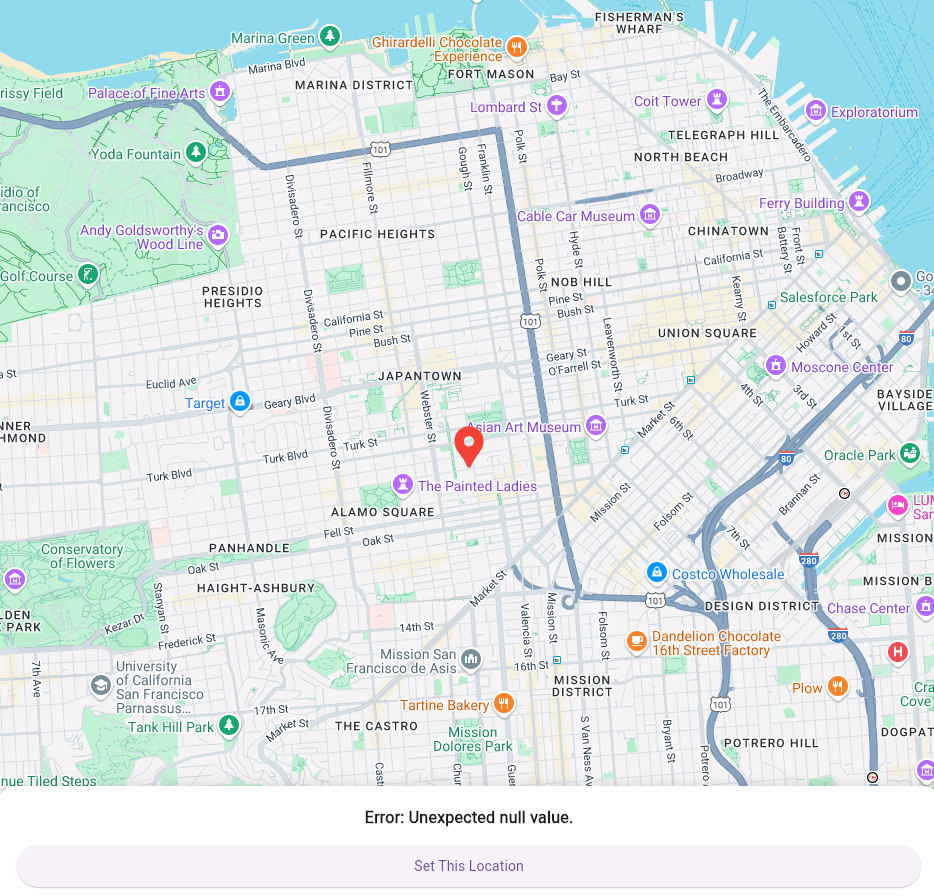 FISHERMAN'S
WHARF
Marina Green
Ghirardelli Chocolate
Experience
Marina Blvd
FORT MASON
Bay St
MARINA DISTRICT
rissy Field
Palace of Fine Arts
Lombard St
Coit Tower
The Embarcadero
Exploratorium
101
Polk St
TELEGRAPH HILL
Yoda Fountain
Gough St
Franklin St
Fillmore St
Divisadero St
NORTH BEACH
Broadway
idio of
rancisco
Cable Car Museum
Ferry Building
Andy Goldsworthy's
Wood Line
PACIFIC HEIGHTS
Hyde St
CHINATOWN
Front St
Battery St
California St
Golf Course
Polk St
NOB HILL
Kearny St
Go
34
PRESIDIO
HEIGHTS
Divisadero St
Pine St
Bush St
Salesforce Park
California St
Pine St
Bush St
101
Leavenworth St
UNION SQUARE
Howard St
1st St
80
Geary St
O'Farrell St
Moscone Center
a St
Euclid Ave
JAPANTOWN
Target
Geary Blvd
Webster St
Turk St
4th St
3rd St
BAYSIDE
VILLAGE
NNER
HMOND
Divisadero St
Asian Art Museum
Market St
6th St
Turk St
Turk Blvd
Turk Blvd
80
Oracle Park
The Painted Ladies
Mission St
Folsom St
Brannan St
LUM
San
ALAMO SQUARE
Fell St
Oak St
7th St
MISSION
Conservatory
of Flowers
PANHANDLE
Oak St
280
HAIGHT-ASHBURY
Market St
Costco Wholesale
MISSION B
Stanyan St
LDEN
PARK
Kezar Dr
Masonic Ave
Valencia St
Mission St
Folsom St
101
DESIGN DISTRICT
Chase Center
14th St
Frederick St
Dandelion Chocolate
16th Street Factory
280
H
7th Ave
Mission San
Francisco de Asis
16th St
University
of California
San Francisco
Parnassus...
MISSION
DISTRICT
Plow
Cra
Cove
17th St
Tartine Bakery
101
Tank Hill Park
Market St
THE CASTRO
Mission
Dolores Park
S Van Ness Av
Bryant St
POTRERO HILL
DOGPAT
Potrero A
nue Tiled Steps
Cast
Chur
Guer
Error: Unexpected null value.
Set This Location